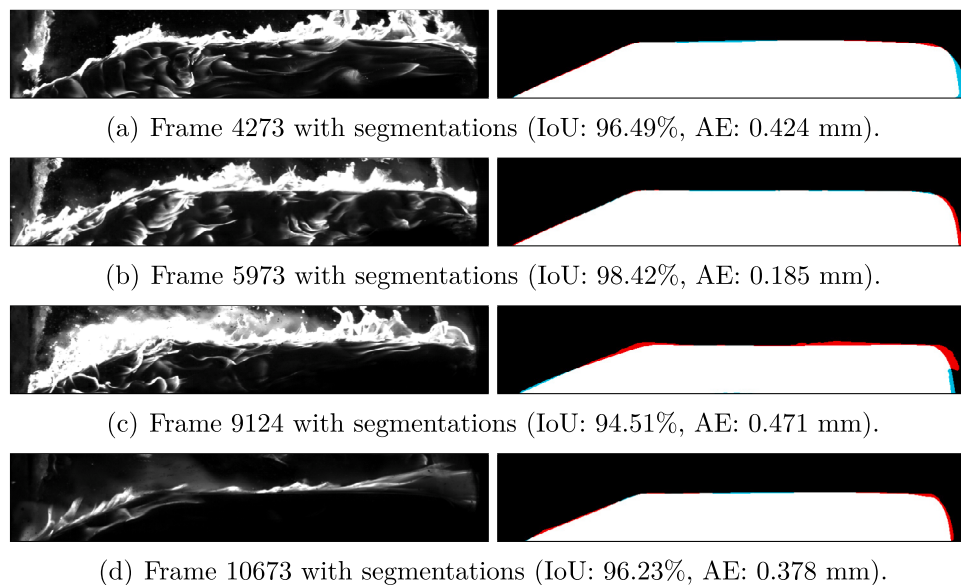 (a) Frame 4273 with segmentations (IoU: 96.49%, AE: 0.424 mm).
(b) Frame 5973 with segmentations (IoU: 98.42%, AE: 0.185 mm).
(c) Frame 9124 with segmentations (IoU: 94.51%, AE: 0.471 mm).
(d) Frame 10673 with segmentations (IoU: 96.23%, AE: 0.378 mm).